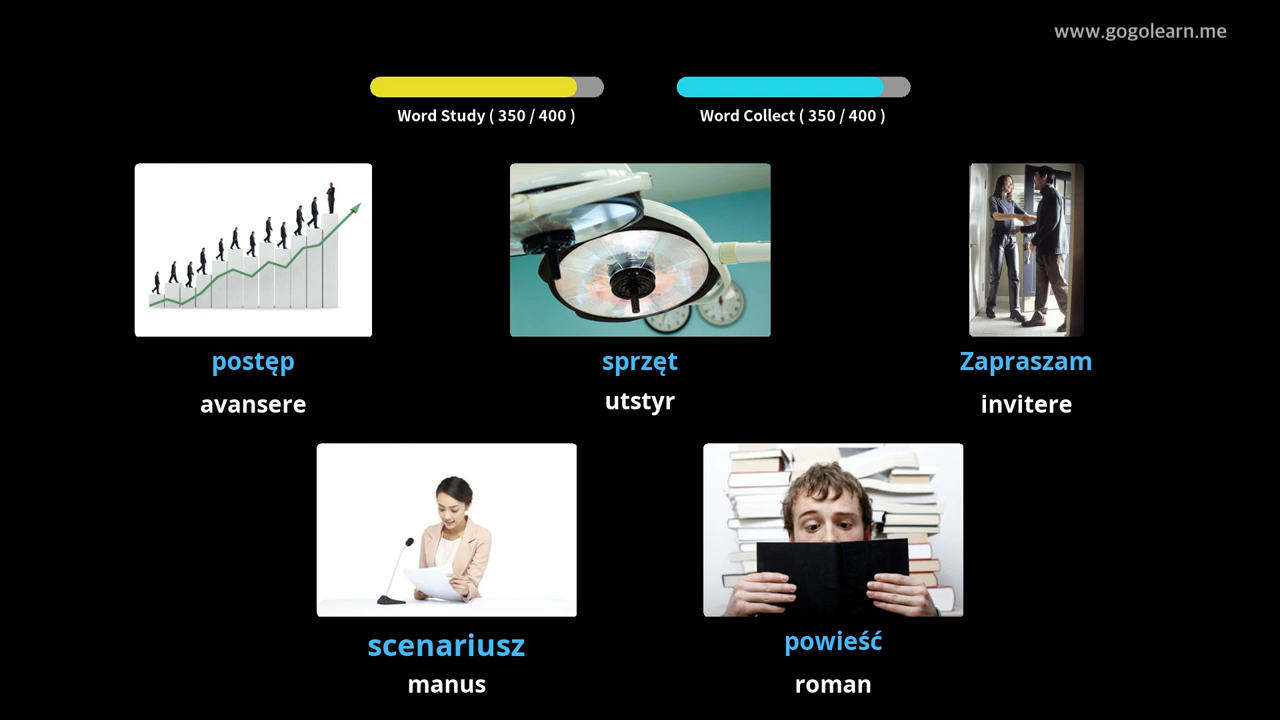 www.gogolearn.me
Word Study ( 350 / 400 )
Word Collect ( 350 / 400 )
postęp
avansere
sprzęt
utstyr
Zapraszam
invitere
scenariusz
manus
powieść
roman